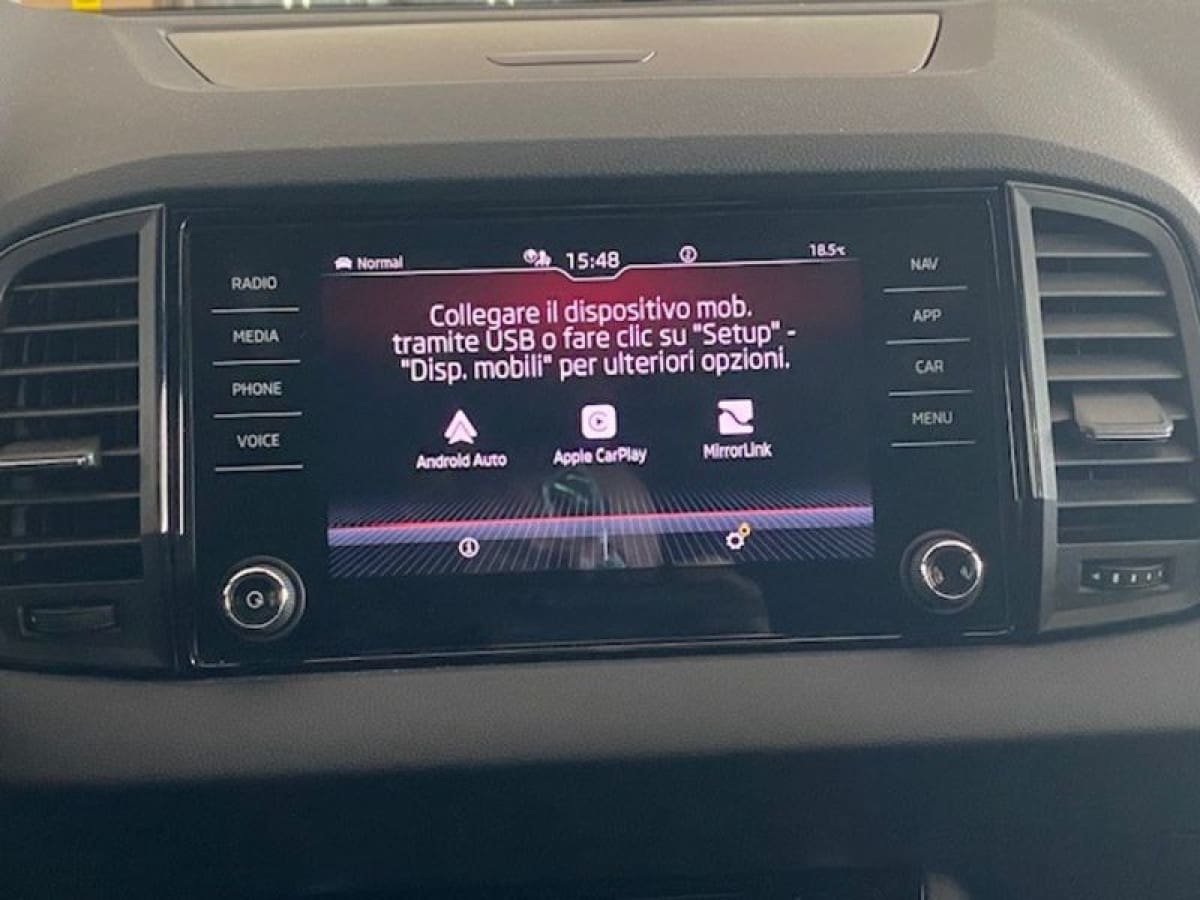 Normal
15:48
18.5°C
RADIO
MEDIA
PHONE
VOICE
Collegare il dispositivo mob.
tramite USB o fare clic su "Setup" -
"Disp. mobili" per ulteriori opzioni.
Android Auto
Apple CarPlay
MirrorLink
NAV
APP
CAR
MENU